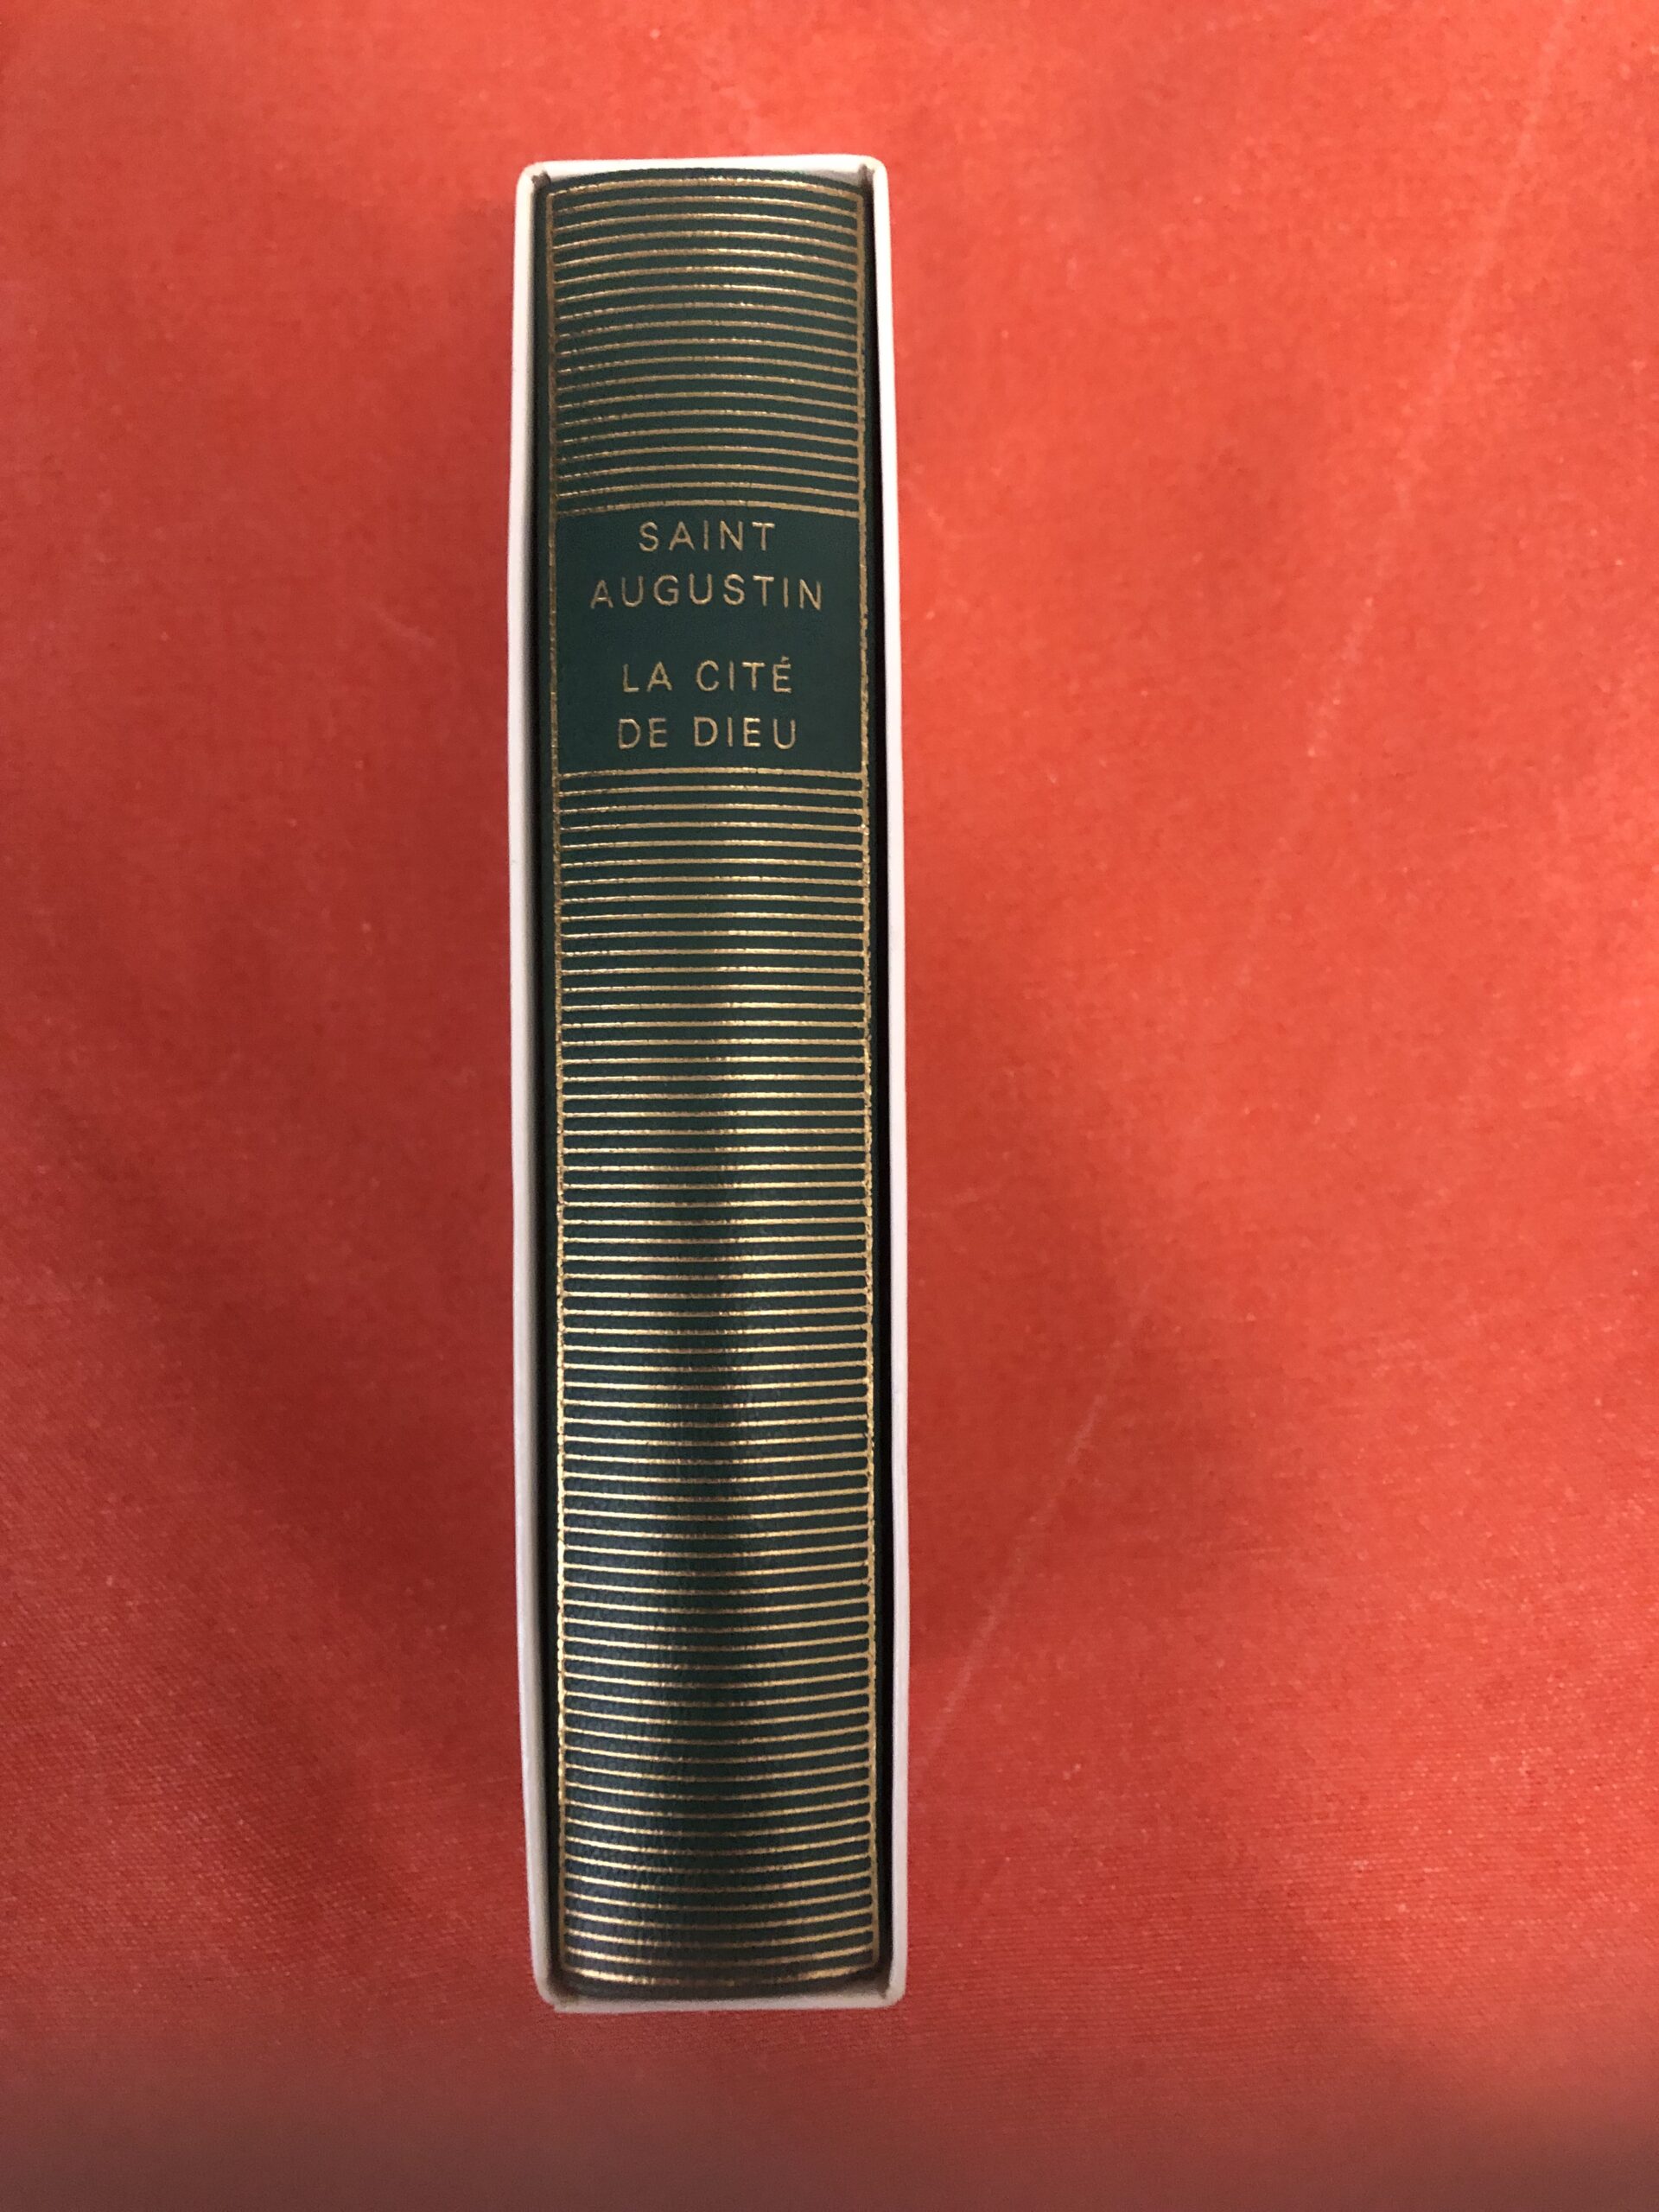 SAINT
AUGUSTIN
LA CITÉ
DE DIEU